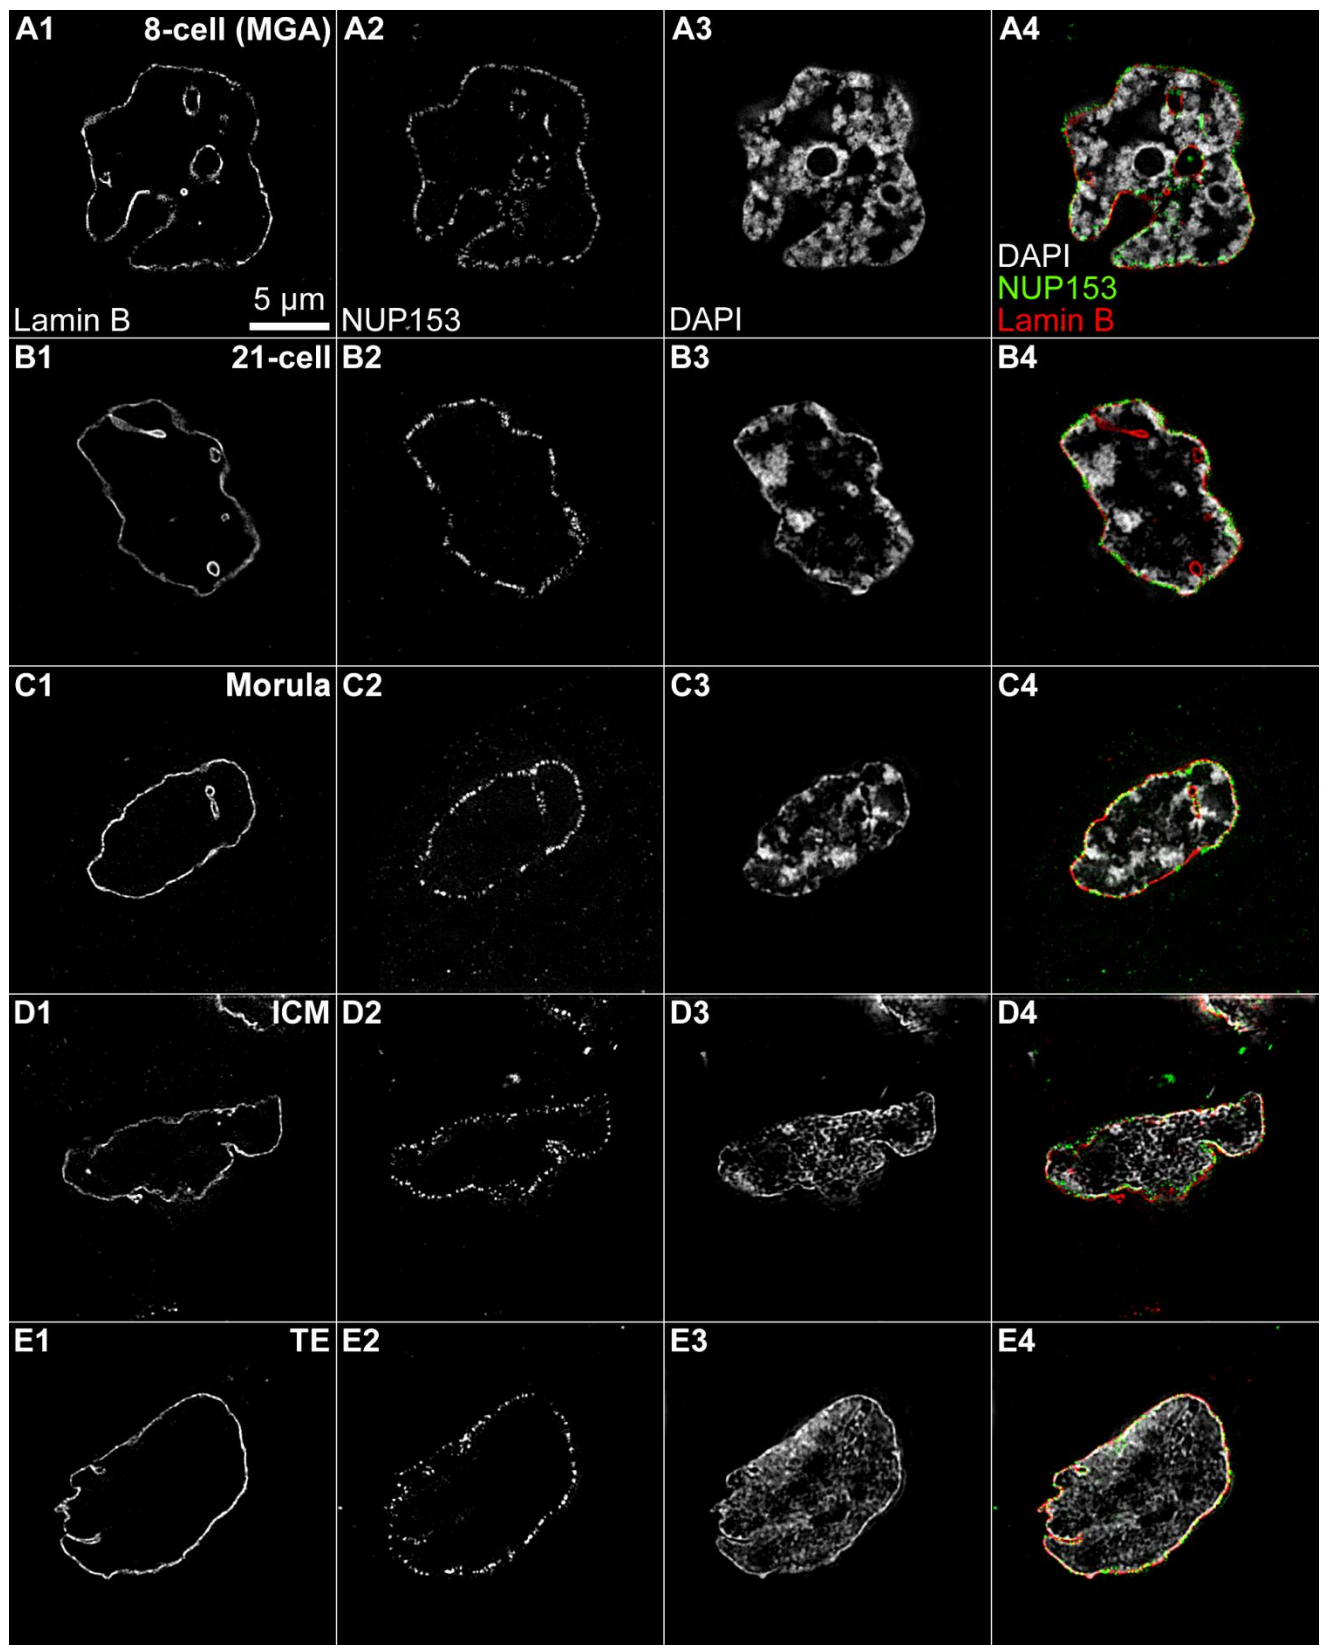 A1 8-cell (MGA) A2 A3 A4
5 µm
DAPI
NUP153
Lamin B NUP153 DAPI Lamin B
B1 21-cell B2 B3 B4
C1 Morula C2 C3 C4
D1 ICM D2 D3 D4
E1 TE E2 E3 E4